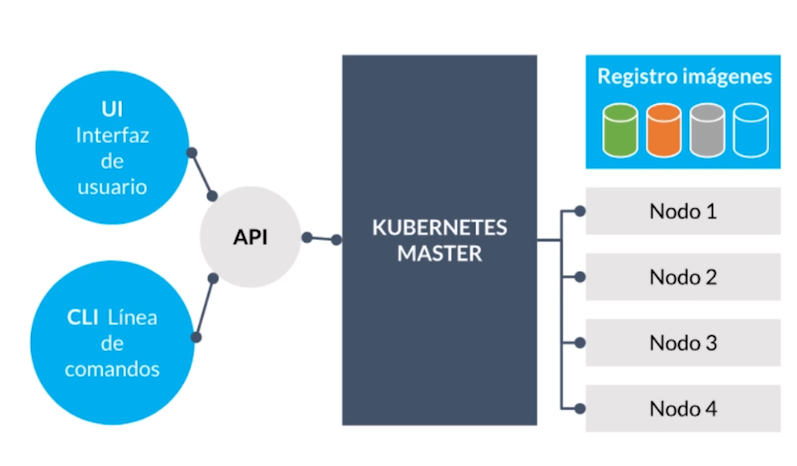 UI
Interfaz
de
usuario
CLI Línea
de
comandos
API
KUBERNETES
MASTER
Registro imágenes
Nodo 1
Nodo 2
Nodo 3
Nodo 4